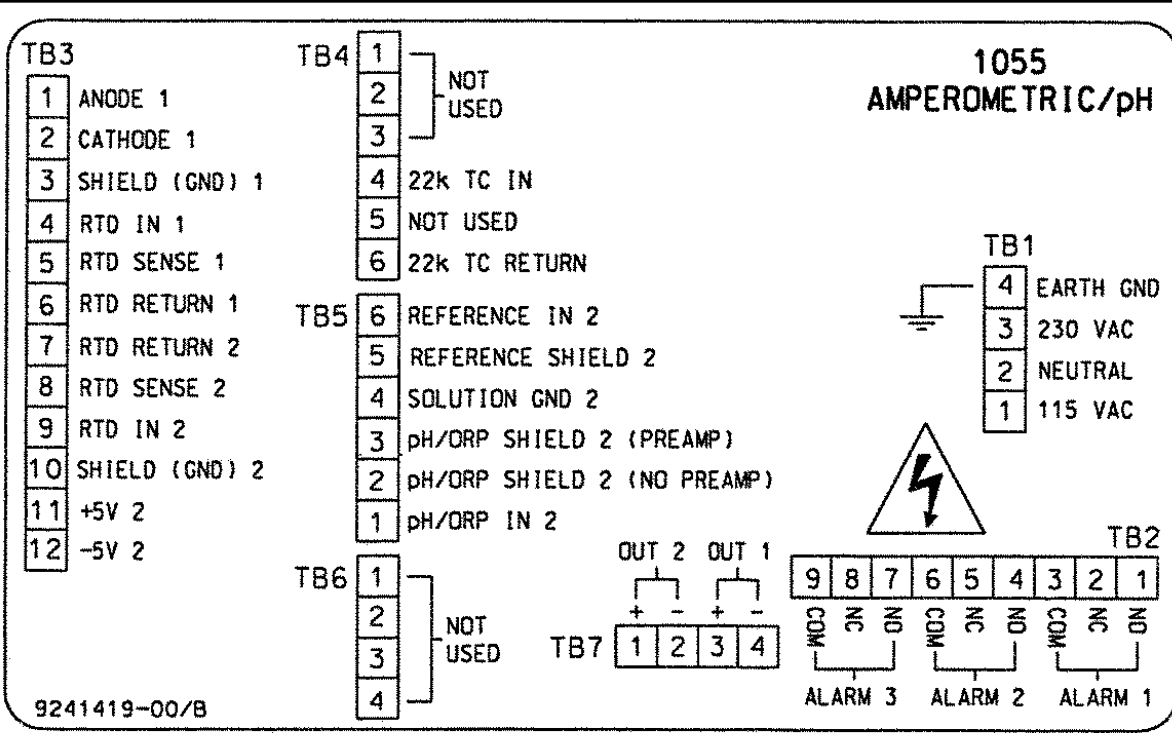 1055
AMPEROMETRIC/pH
TB3
1 ANODE 1
2 CATHODE 1
3 SHIELD (GND) 1
4 RTD IN 1
5 RTD SENSE 1
6 RTD RETURN 1
7 RTD RETURN 2
8 RTD SENSE 2
9 RTD IN 2
10 SHIELD (GND) 2
11 +5V 2
12 -5V 2
TB4
1
2
3
NOT
USED
4 22k TC IN
5 NOT USED
6 22k TC RETURN
TB5
6 REFERENCE IN 2
5 REFERENCE SHIELD 2
4 SOLUTION GND 2
3 pH/ORP SHIELD 2 (PREAMP)
2 pH/ORP SHIELD 2 (NO PREAMP)
1 pH/ORP IN 2
TB6
1
2
3
4
NOT
USED
TB1
4 EARTH GND
3 230 VAC
2 NEUTRAL
1 115 VAC
OUT 2 OUT 1
+ - + -
TB7 1 2 3 4
TB2
9 8 7 6 5 4 3 2 1
COM NC NO COM NC NO COM NC NO
ALARM 3 ALARM 2 ALARM 1
9241419-00/B